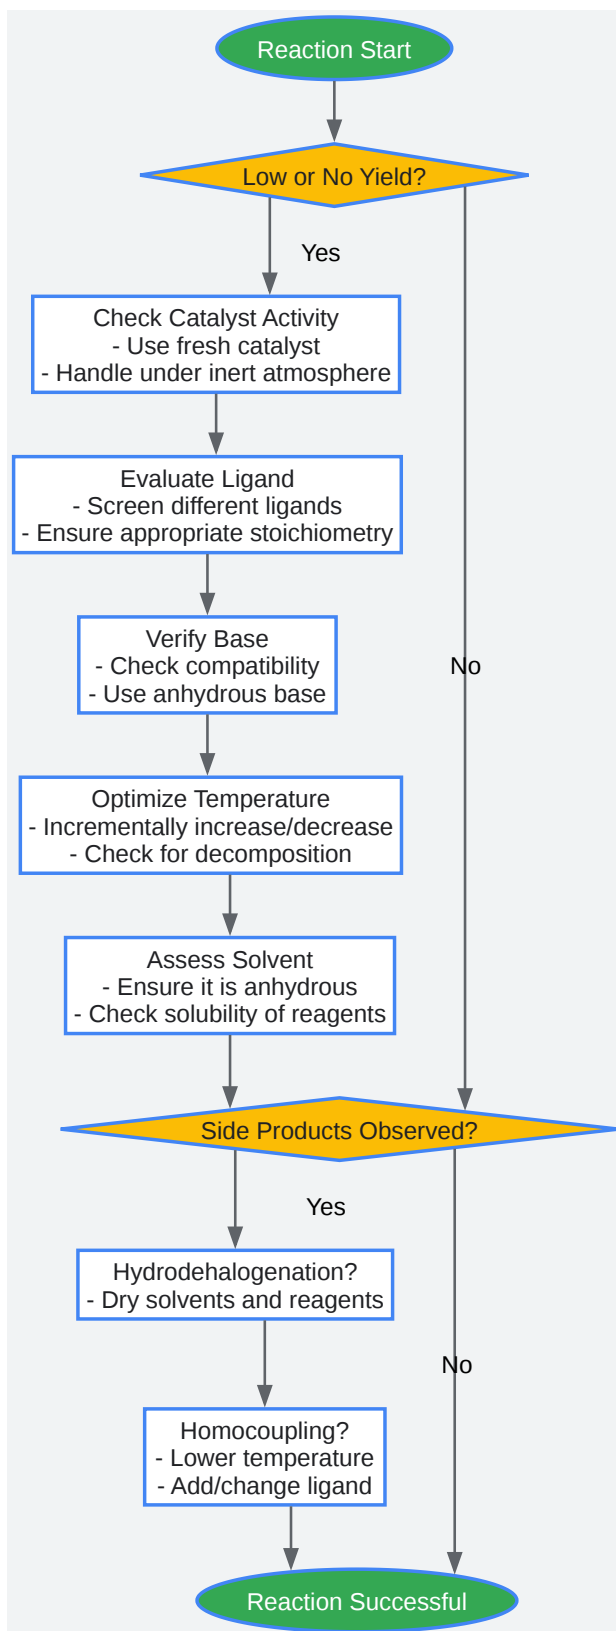 Reaction Start
Low or No Yield?
Yes
Check Catalyst Activity
- Use fresh catalyst
- Handle under inert atmosphere
Evaluate Ligand
- Screen different ligands
- Ensure appropriate stoichiometry
Verify Base
- Check compatibility
- Use anhydrous base
No
Optimize Temperature
- Incrementally increase/decrease
- Check for decomposition
Assess Solvent
- Ensure it is anhydrous
- Check solubility of reagents
Side Products Observed?
Yes
Hydrodehalogenation?
- Dry solvents and reagents
No
Homocoupling?
- Lower temperature
- Add/change ligand
Reaction Successful